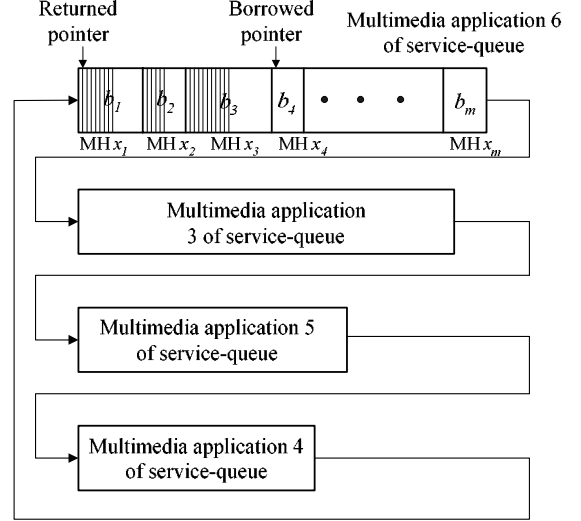 Returned pointer
Borrowed pointer
Multimedia application 6
of service-queue
b1 b2 b3 b4 • • • bm
MH x1 MH x2 MH x3 MH x4 MH xm
Multimedia application
3 of service-queue
Multimedia application 5
of service-queue
Multimedia application 4
of service-queue